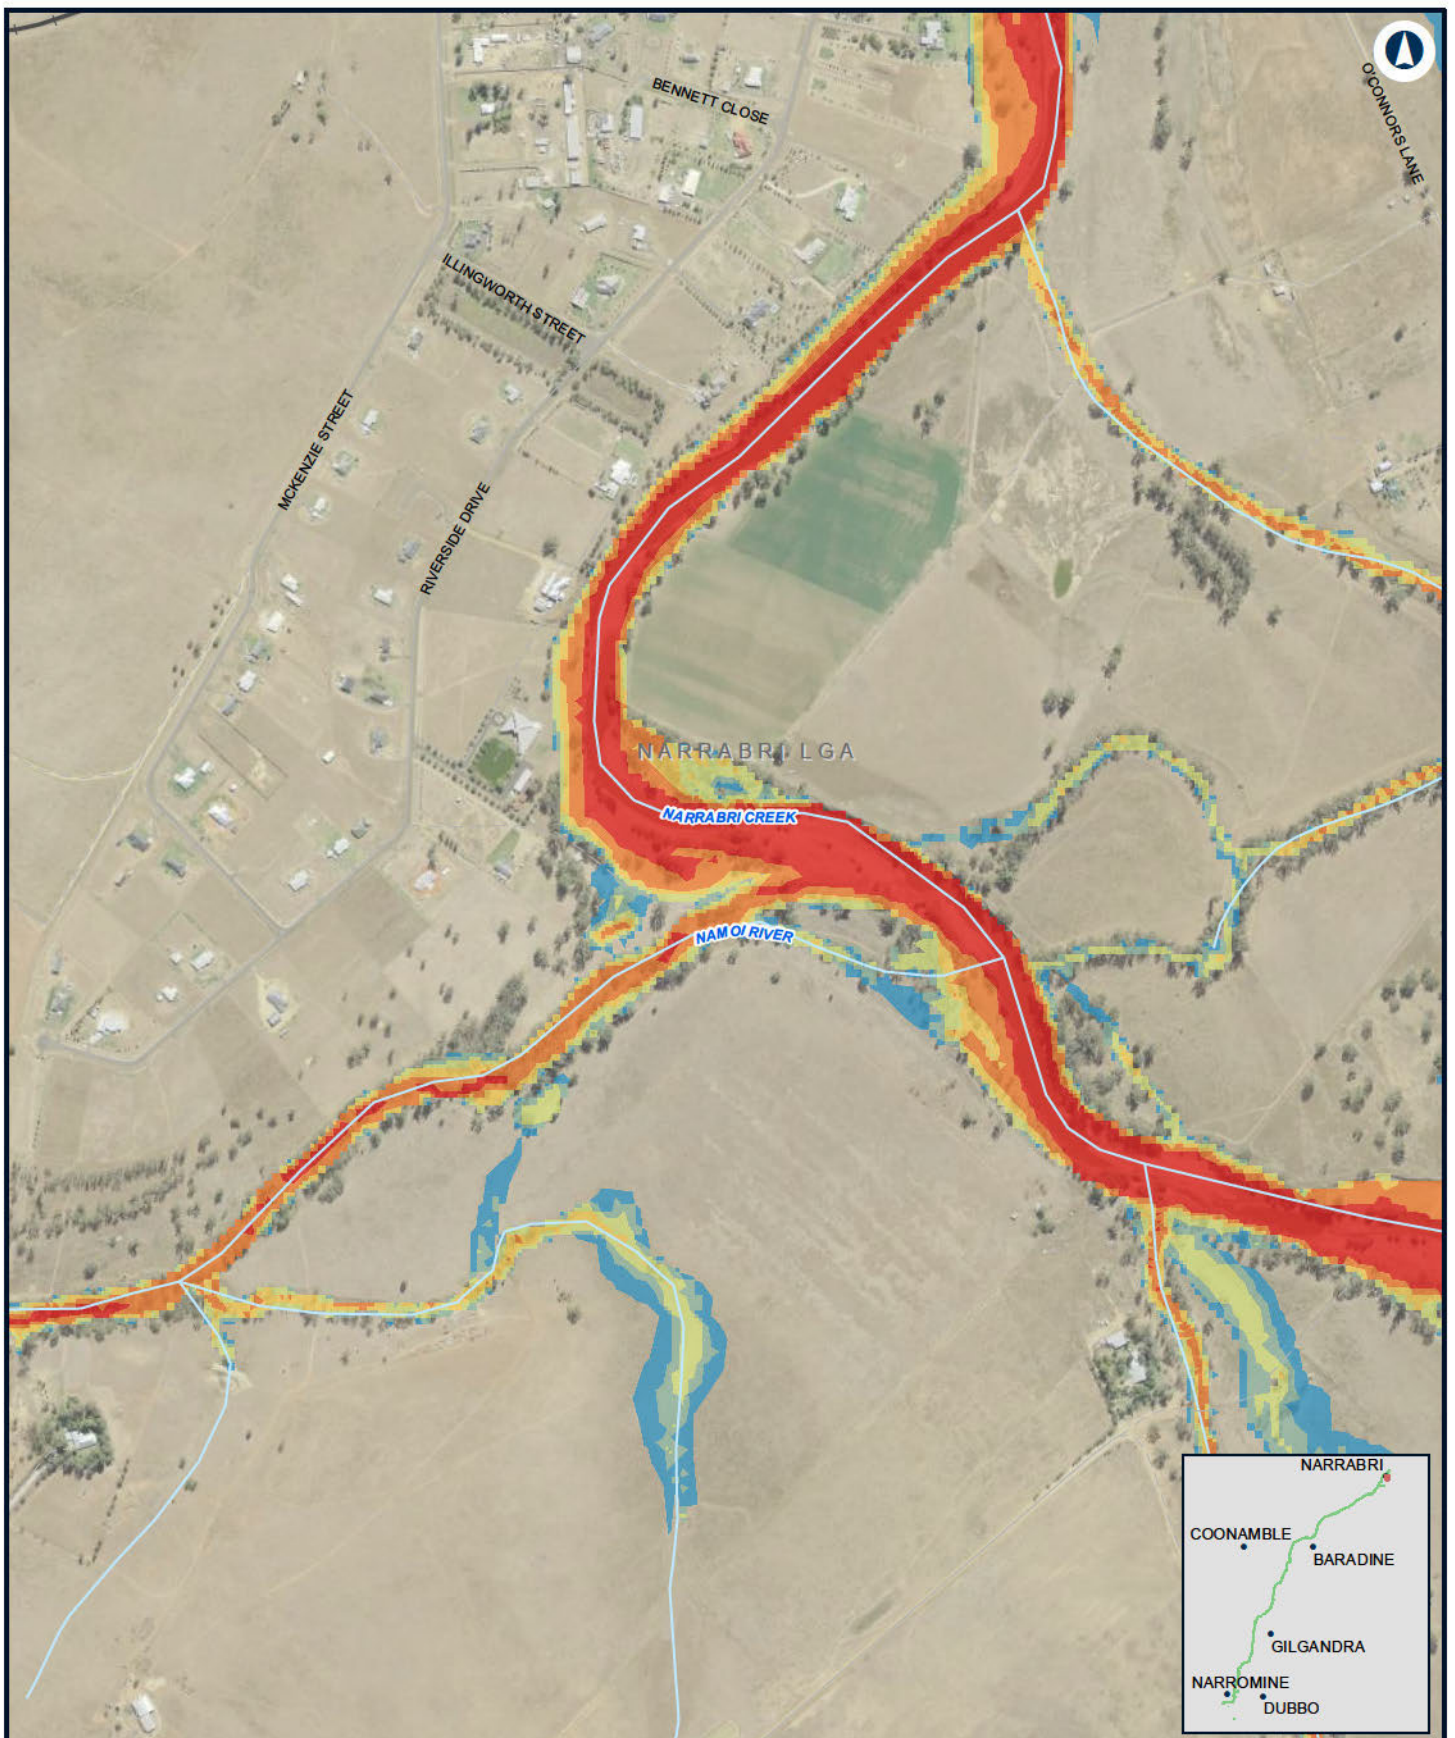 BENNETT CLOSE
O'CONNORS LANE
ILLINGWORTH STREET
MCKENZIE STREET
RIVERSIDE DRIVE
NARRABRI LGA
NARRABRI CREEK
NAMOI RIVER
NARRABRI
COONAMBLE
BARADINE
GILGANDRA
NARROMINE
DUBBO